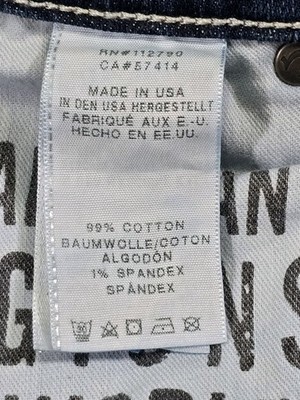 RN#112790
CA#57414
MADE IN USA
IN DEN USA HERGESTELLT
FABRIQUÉ AUX E.-U.
HECHO EN EE.UU.
99% COTTON
BAUMWOLLE/COTON
ALGODÓN
1% SPANDEX
SPANDEX